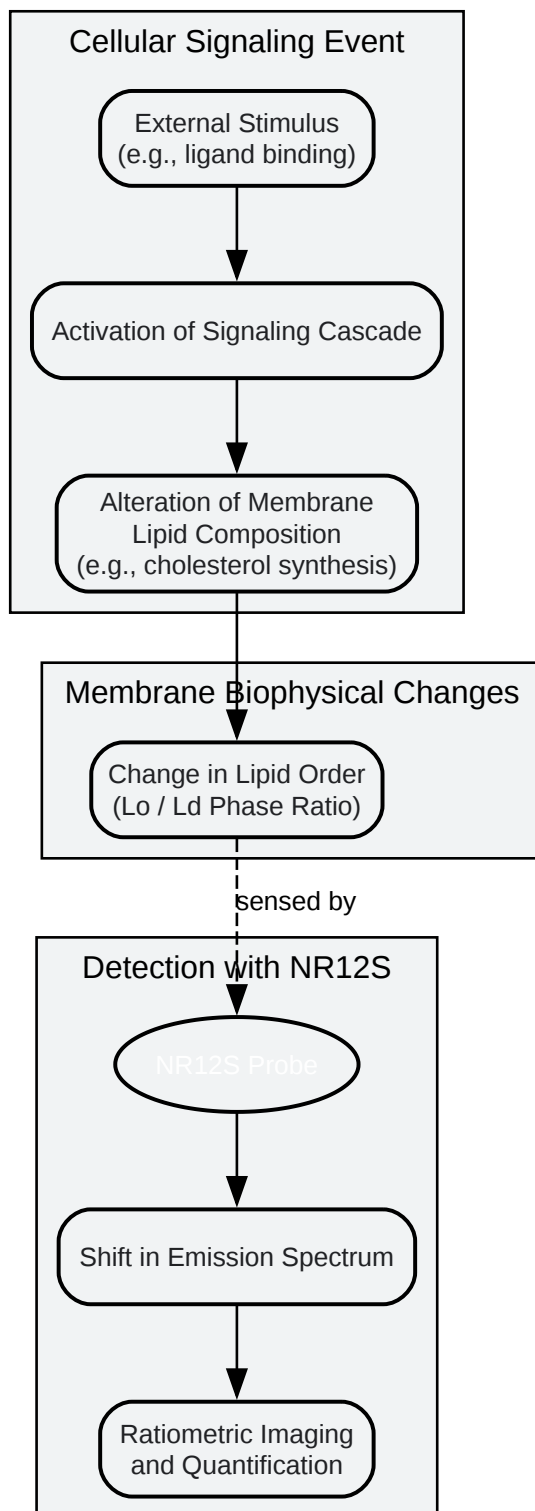 Cellular Signaling Event
External Stimulus
(e.g., ligand binding)
Activation of Signaling Cascade
Alteration of Membrane
Lipid Composition
(e.g., cholesterol synthesis)
Membrane Biophysical Changes
Change in Lipid Order
(Lo / Ld Phase Ratio)
sensed by
Detection with NR12S
NR12S Probe
Shift in Emission Spectrum
Ratiometric Imaging
and Quantification